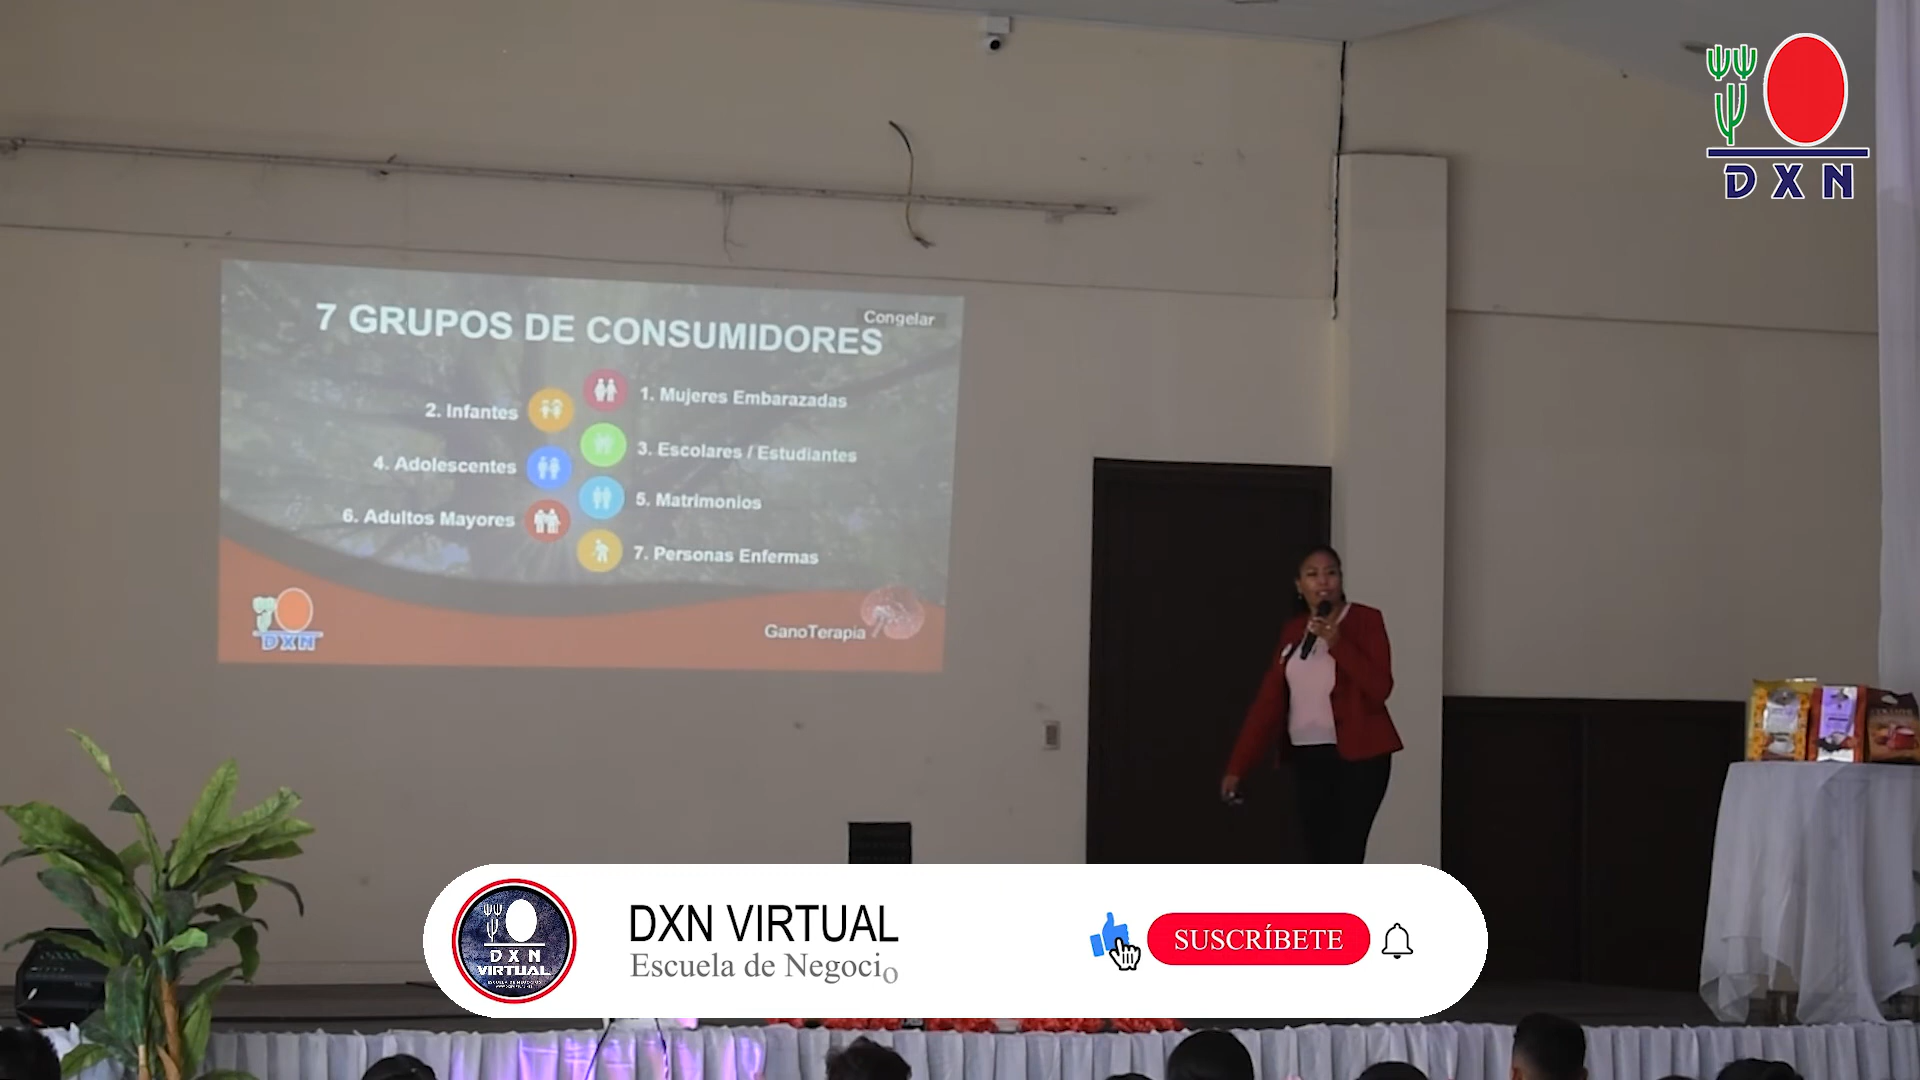 DXN
7 GRUPOS DE CONSUMIDORES
Congelar
1. Mujeres Embarazadas
2. Infantes
3. Escolares / Estudiantes
4. Adolescentes
5. Matrimonios
6. Adultos Mayores
7. Personas Enfermas
DXN
GanoTerapia
DXN
VIRTUAL
DXN VIRTUAL
Escuela de Negocio
SUSCRÍBETE